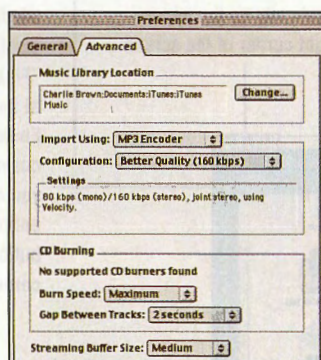 Preferences
General Advanced
Music Library Location
Charlie Brown:Documents:iTunes:iTunes
Music
Change...
Import Using: MP3 Encoder
Configuration: Better Quality (160 kbps)
Settings
80 kbps (mono)/160 kbps (stereo), joint stereo, using
Velocity.
CD Burning
No supported CD burners found
Burn Speed: Maximum
Gap Between Tracks: 2 seconds
Streaming Buffer Size: Medium